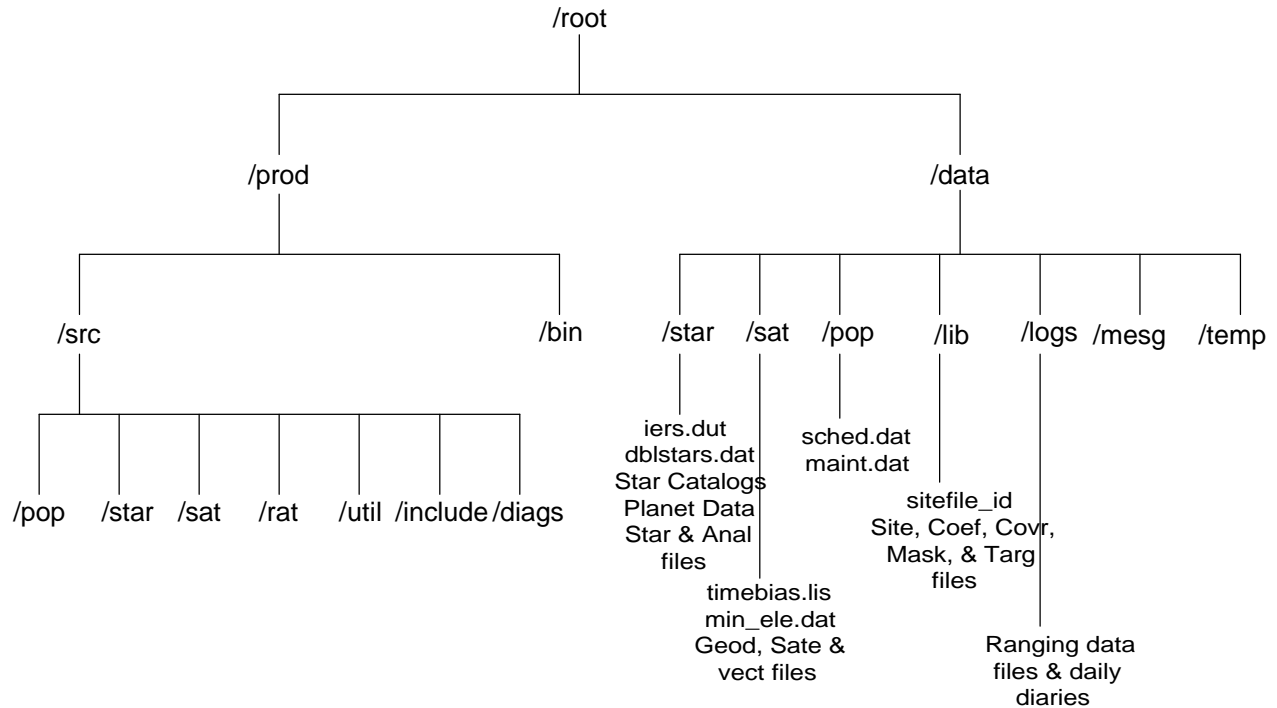 /root
/prod
/data
/src
/bin
/star
/sat
/pop
/lib
/logs
/mesg
/temp
/pop
/star
/sat
/rat
/util
/include
/diags
iers.dut
dblstars.dat
Star Catalogs
Planet Data
Star & Anal
files
timebias.lis
min_ele.dat
Geod, Sate &
vect files
sched.dat
maint.dat
sitefile_id
Site, Coef, Covr,
Mask, & Targ
files
Ranging data
files & daily
diaries